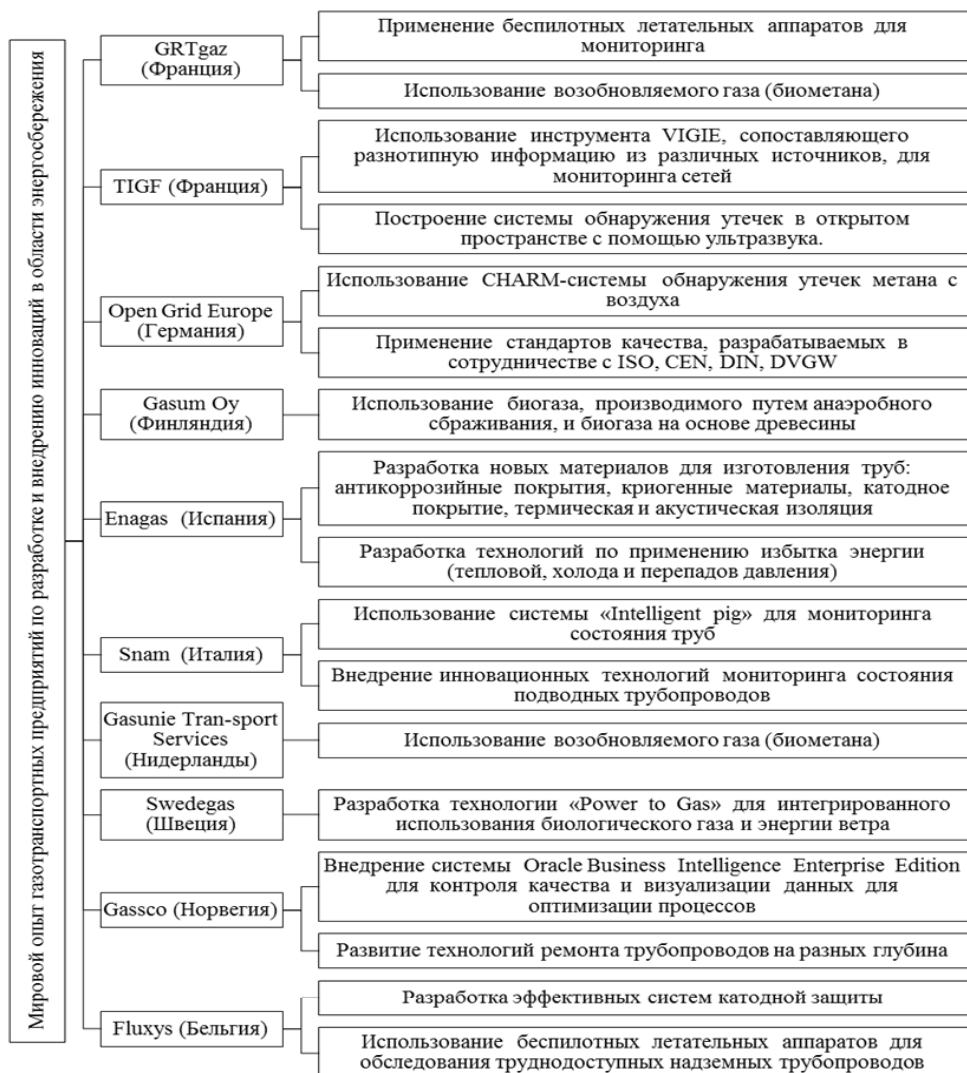 Мировой опыт газотранспортных предприятий по разработке и внедрению инноваций в области энергосбережения
GRTgaz
(Франция)
Применение беспилотных летательных аппаратов для
мониторинга
Использование возобновляемого газа (биометана)
TIGF (Франция)
Использование инструмента VIGIE, сопоставляющего
разнотипную информацию из различных источников, для
мониторинга сетей
Построение системы обнаружения утечек в открытом
пространстве с помощью ультразвука.
Open Grid Europe
(Германия)
Использование CHARM-системы обнаружения утечек метана с
воздуха
Применение стандартов качества, разрабатываемых в
сотрудничестве с ISO, CEN, DIN, DVGW
Gasum Oy
(Финляндия)
Использование биогаза, производимого путем анаэробного
сбраживания, и биогаза на основе древесины
Enagas (Испания)
Разработка новых материалов для изготовления труб:
антикоррозийные покрытия, криогенные материалы, катодное
покрытие, термическая и акустическая изоляция
Разработка технологий по применению избытка энергии
(тепловой, холода и перепадов давления)
Snam (Италия)
Использование системы «Intelligent pig» для мониторинга
состояния труб
Внедрение инновационных технологий мониторинга состояния
подводных трубопроводов
Gasunie Tran-sport
Services
(Нидерланды)
Использование возобновляемого газа (биометана)
Swedegas
(Швеция)
Разработка технологии «Power to Gas» для интегрированного
использования биологического газа и энергии ветра
Gassco (Норвегия)
Внедрение системы Oracle Business Intelligence Enterprise Edition
для контроля качества и визуализации данных для
оптимизации процессов
Развитие технологий ремонта трубопроводов на разных глубина
Fluxys (Бельгия)
Разработка эффективных систем катодной защиты
Использование беспилотных летательных аппаратов для
обследования труднодоступных надземных трубопроводов